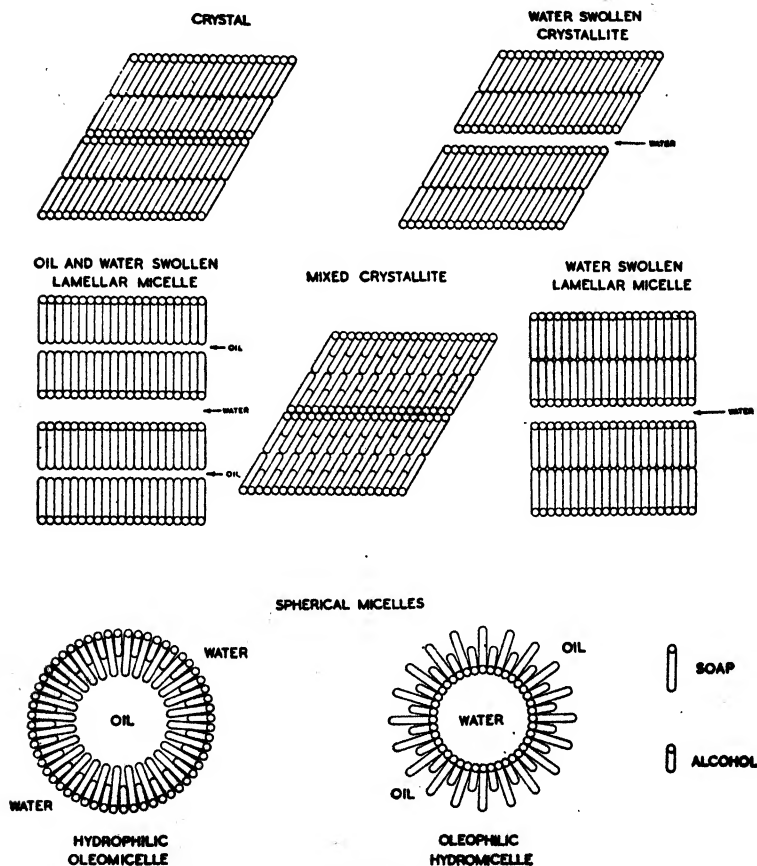 CRYSTAL
WATER SWOLLEN
CRYSTALLITE
WATER
OIL AND WATER SWOLLEN
LAMELLAR MICELLE
MIXED CRYSTALLITE
WATER SWOLLEN
LAMELLAR MICELLE
OIL
WATER
WATER
OIL
SPHERICAL MICELLES
WATER
OIL
WATER
OIL
WATER
OIL
SOAP
ALCOHOL
HYDROPHILIC
OLEOMICELLE
OLEOPHILIC
HYDROMICELLE